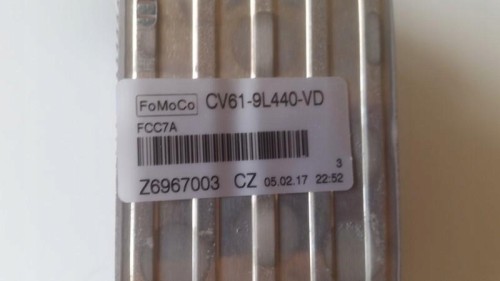 FoMoCo CV61-9L440-VD
FCC7A
3
Z6967003 CZ 05.02.17 22:52